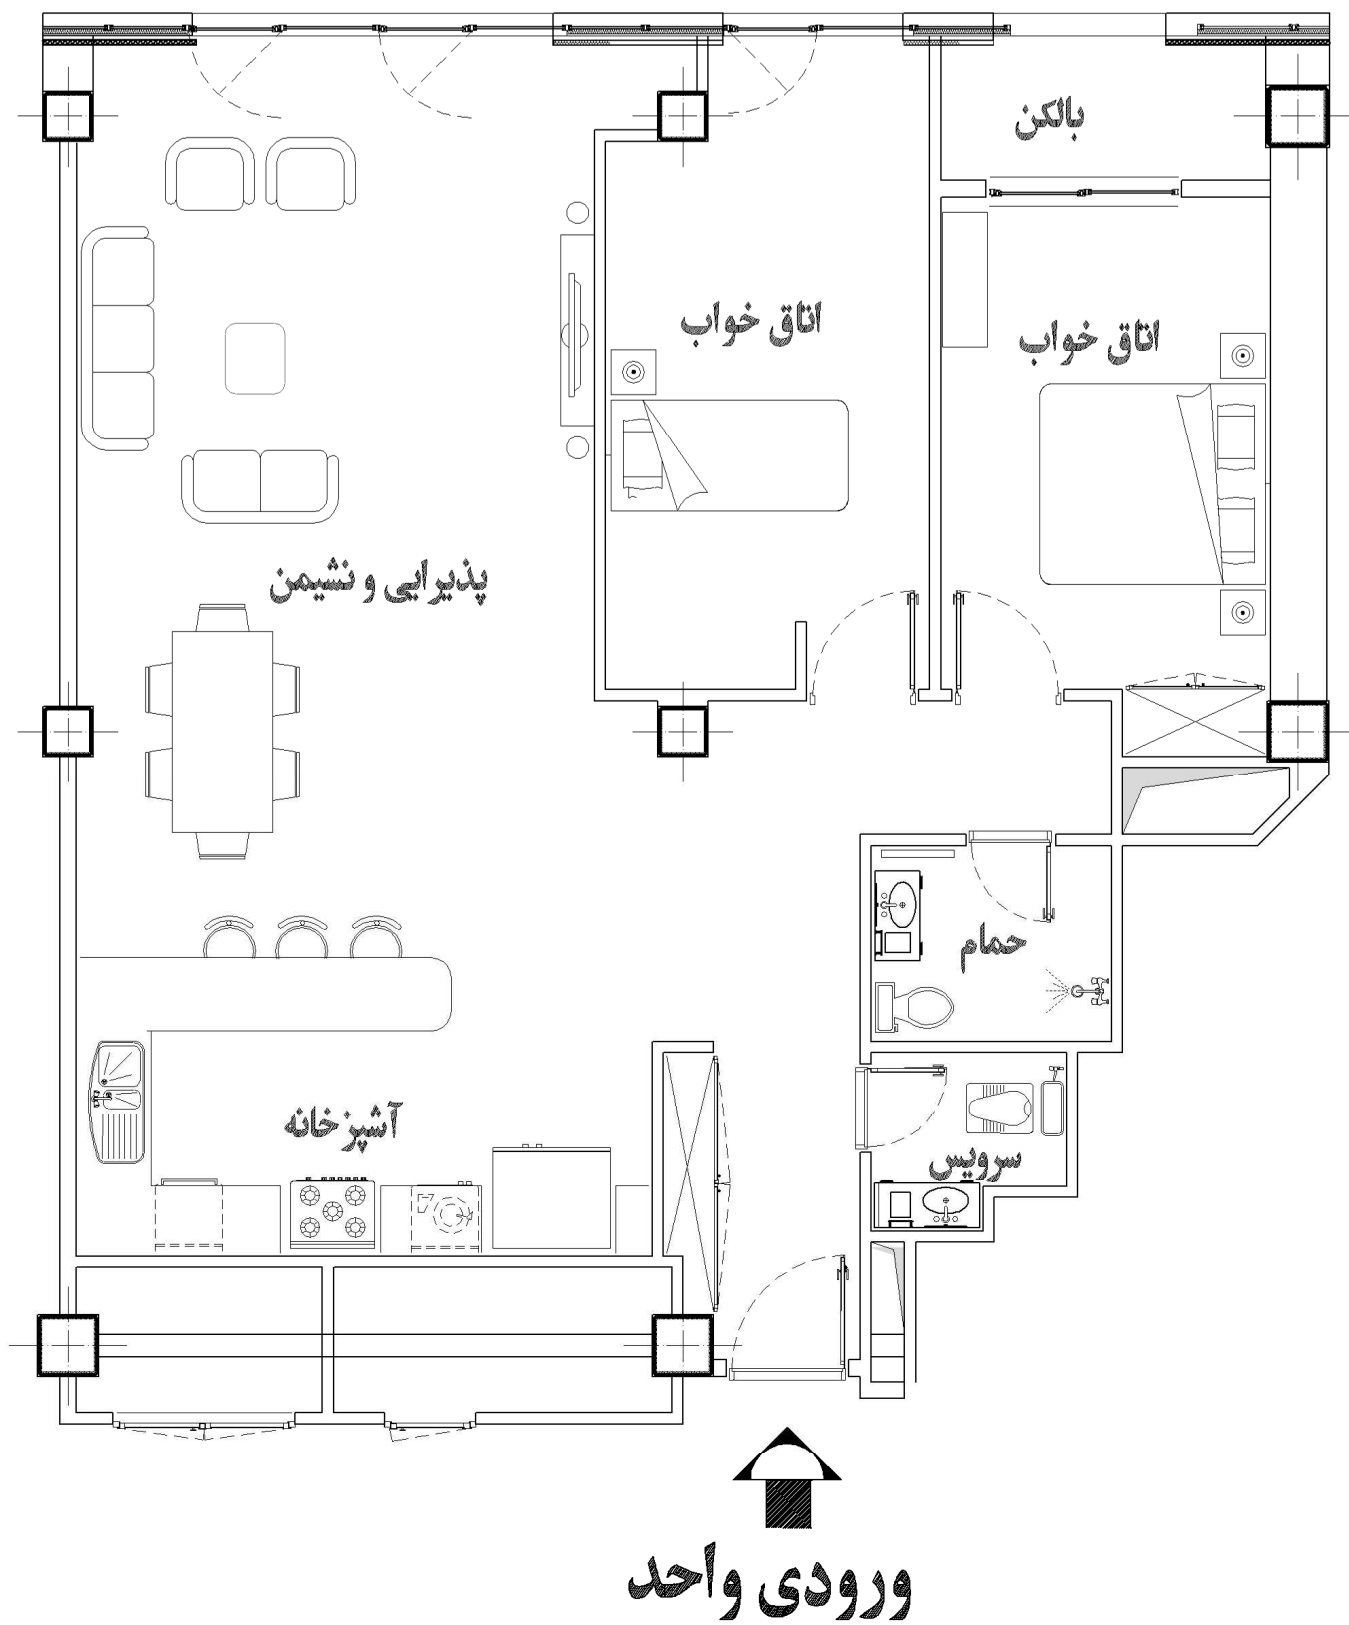 بالکن
اتاق خواب
اتاق خواب
پذیرایی و نشیمن
حمام
آشپزخانه
سرویس
ورودی واحد